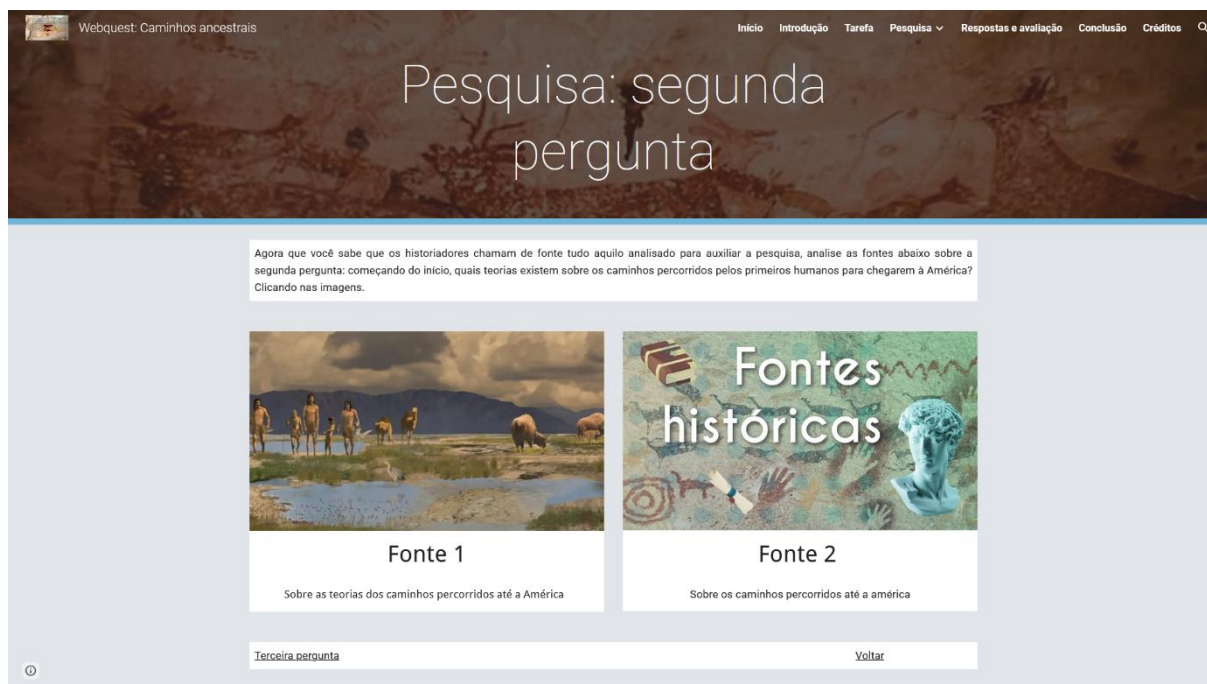 Webquest: Caminhos ancestrais
Início Introdução Tarefa Pesquisa Respostas e avaliação Conclusão Créditos
Pesquisa: segunda
pergunta
Agora que você sabe que os historiadores chamam de fonte tudo aquilo analisado para auxiliar a pesquisa, analise as fontes abaixo sobre a
segunda pergunta: começando do início, quais teorias existem sobre os caminhos percorridos pelos primeiros humanos para chegarem à América?
Clicando nas imagens.
Fontes
históricas
Fonte 1
Sobre as teorias dos caminhos percorridos até a América
Fonte 2
Sobre os caminhos percorridos até a américa
Terceira pergunta
Voltar